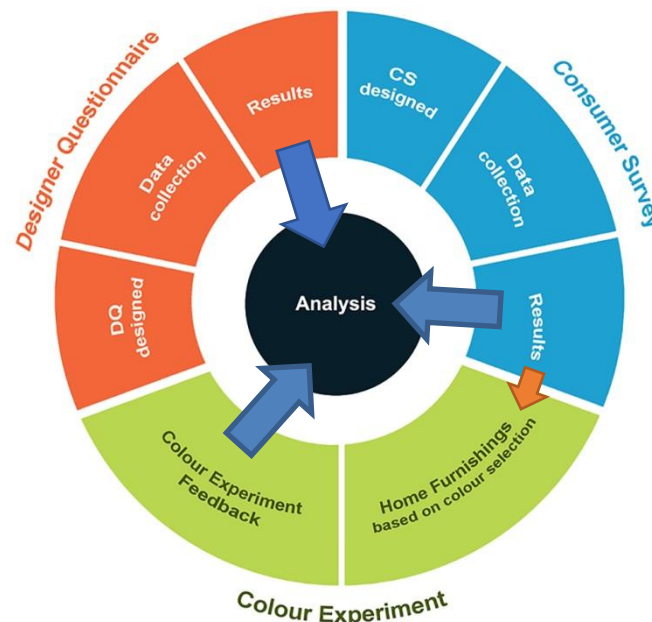 Designer Questionnaire
Results
Data
collection
DQ
designed
Consumer Survey
CS
designed
Data
collection
Results
Analysis
Colour Experiment
Feedback
Home Furnishings
based on colour selection
Colour Experiment